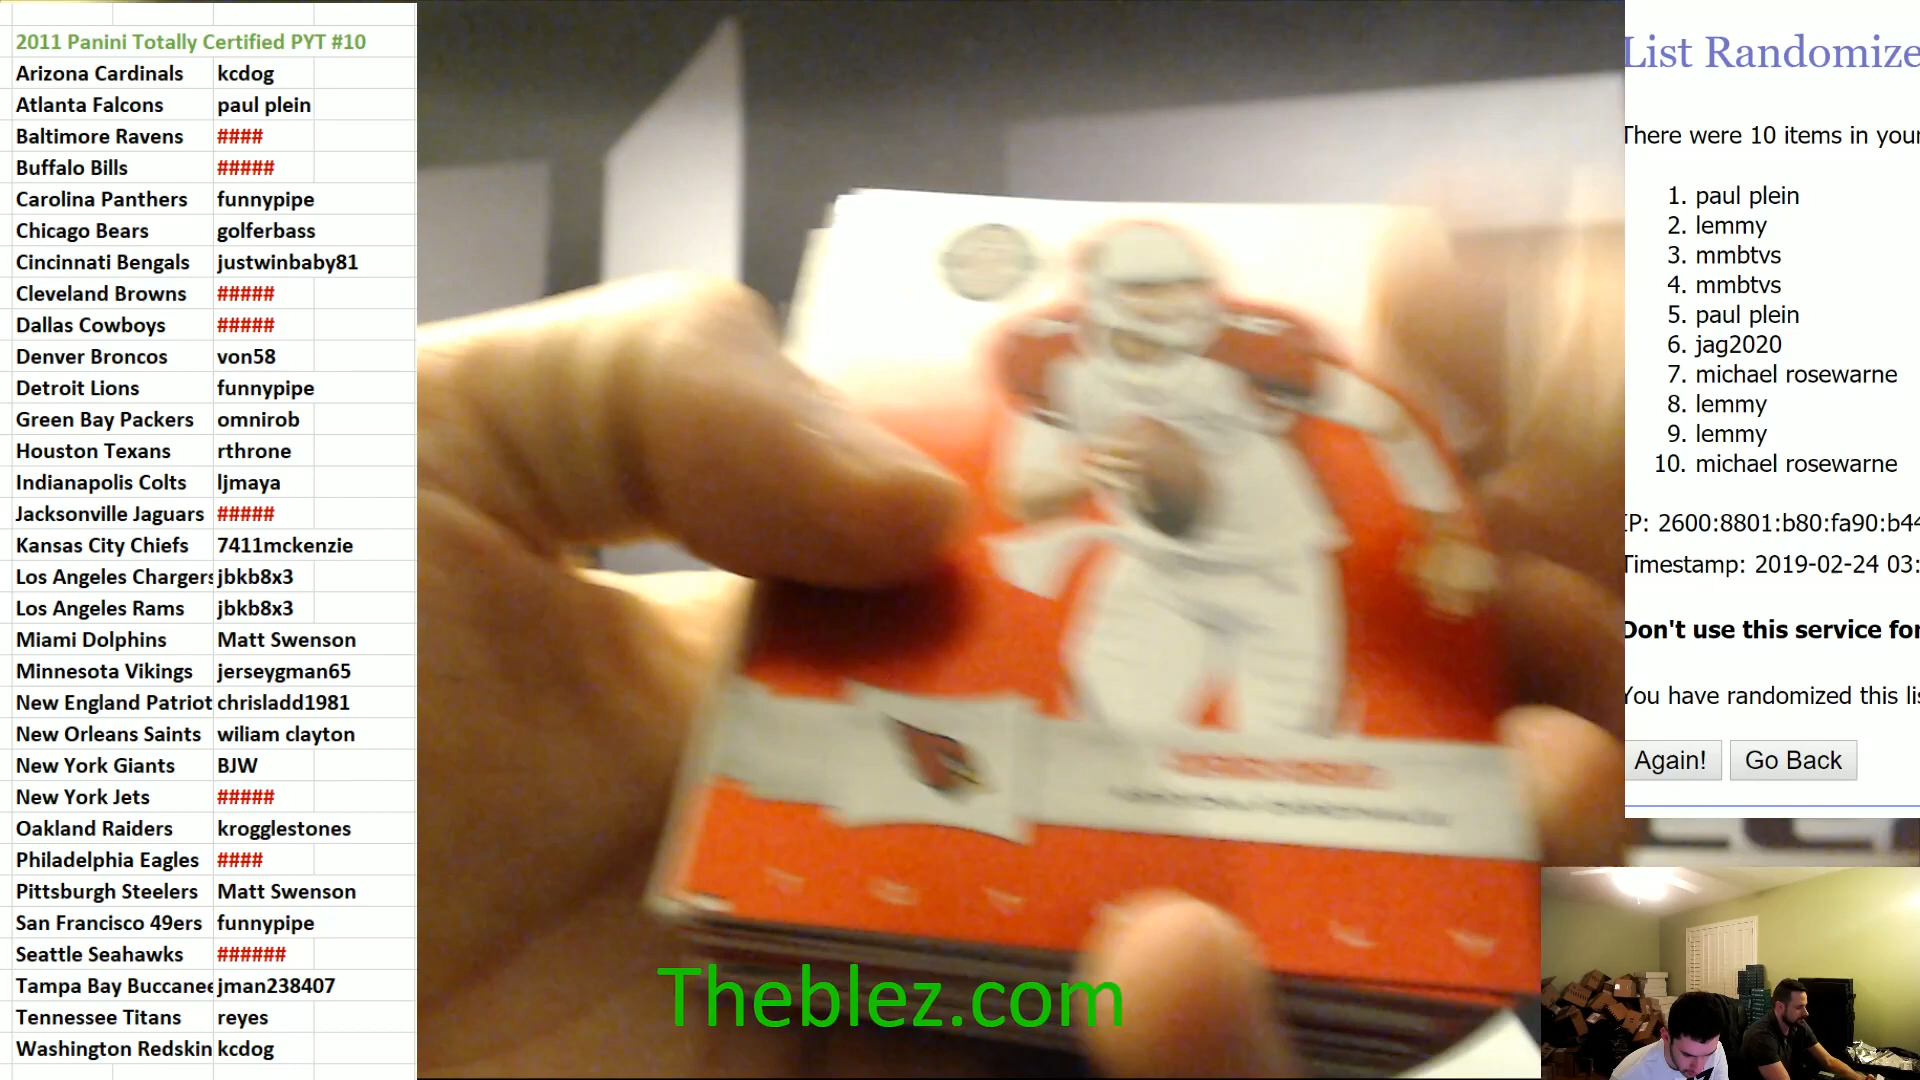 2011 Panini Totally Certified PYT #10
Arizona Cardinals kcdog
Atlanta Falcons paul plein
Baltimore Ravens ####
Buffalo Bills #####
Carolina Panthers funnypipe
Chicago Bears golferbass
Cincinnati Bengals justwinbaby81
Cleveland Browns #####
Dallas Cowboys #####
Denver Broncos von58
Detroit Lions funnypipe
Green Bay Packers omnirob
Houston Texans rthrone
Indianapolis Colts ljmaya
Jacksonville Jaguars #####
Kansas City Chiefs 7411mckenzie
Los Angeles Chargers jbkb8x3
Los Angeles Rams jbkb8x3
Miami Dolphins Matt Swenson
Minnesota Vikings jerseygman65
New England Patriot chrisladd1981
New Orleans Saints wiliam clayton
New York Giants BJW
New York Jets #####
Oakland Raiders krogglestones
Philadelphia Eagles ####
Pittsburgh Steelers Matt Swenson
San Francisco 49ers funnypipe
Seattle Seahawks ######
Tampa Bay Buccanee jman238407
Tennessee Titans reyes
Washington Redskin kcdog
Theblez.com
List Randomize
There were 10 items in your
1. paul plein
2. lemmy
3. mmbtvs
4. mmbtvs
5. paul plein
6. jag2020
7. michael rosewarne
8. lemmy
9. lemmy
10. michael rosewarne
IP: 2600:8801:b80:fa90:b44
Timestamp: 2019-02-24 03:
Don't use this service for
You have randomized this lis
Again! Go Back